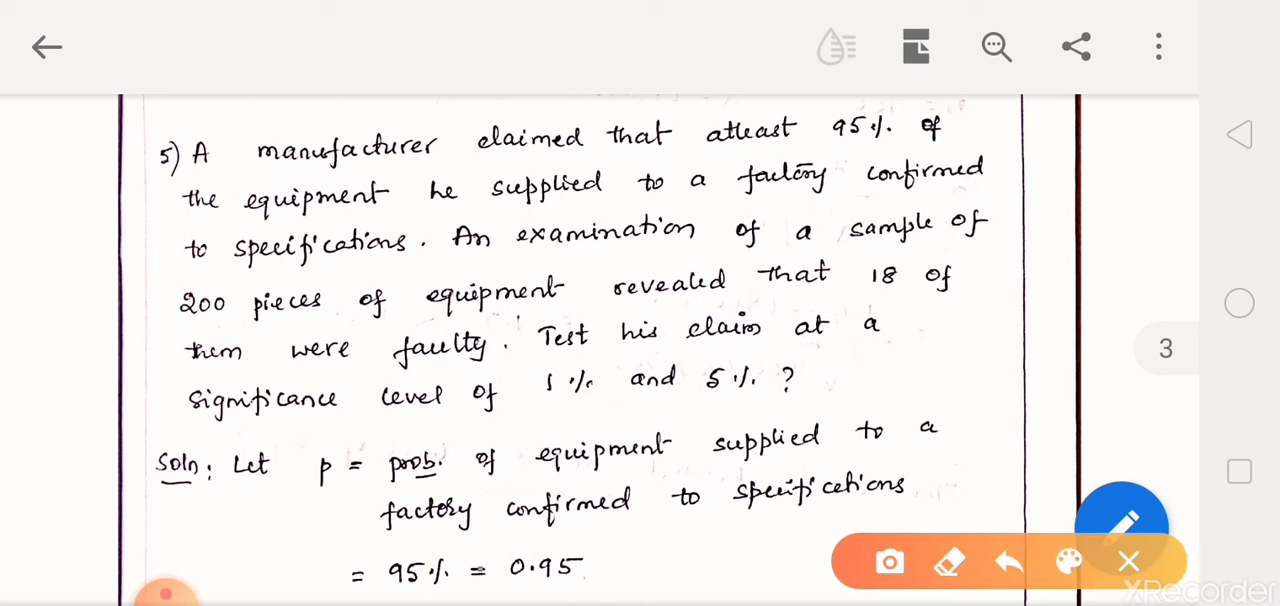 5) A manufacturer claimed that atleast 95%. of
the equipment he supplied to a factory confirmed
to specifications. An examination of a sample of
200 pieces of equipment revealed that 18 of
them were faulty. Test his claim at a
significance level of 1% and 5%. ?
3
Soln: Let p = prob. of equipment supplied to a
factory confirmed to specifications
= 95% = 0.95
XRecorder